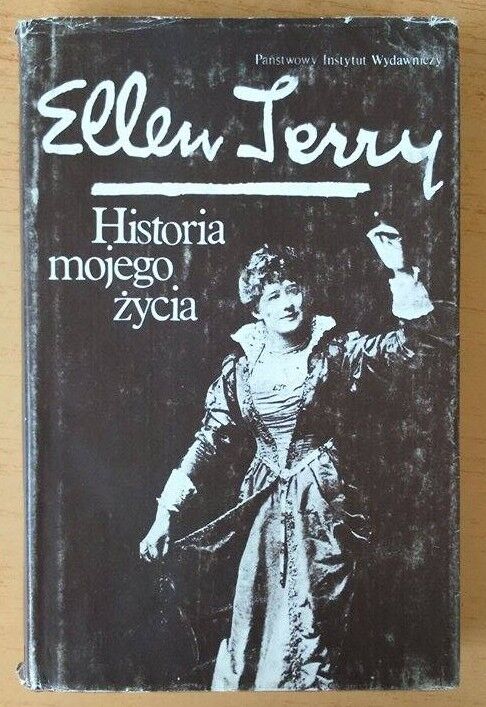 Państwowy Instytut Wydawniczy
Ellen Terry
Historia
mojego
życia